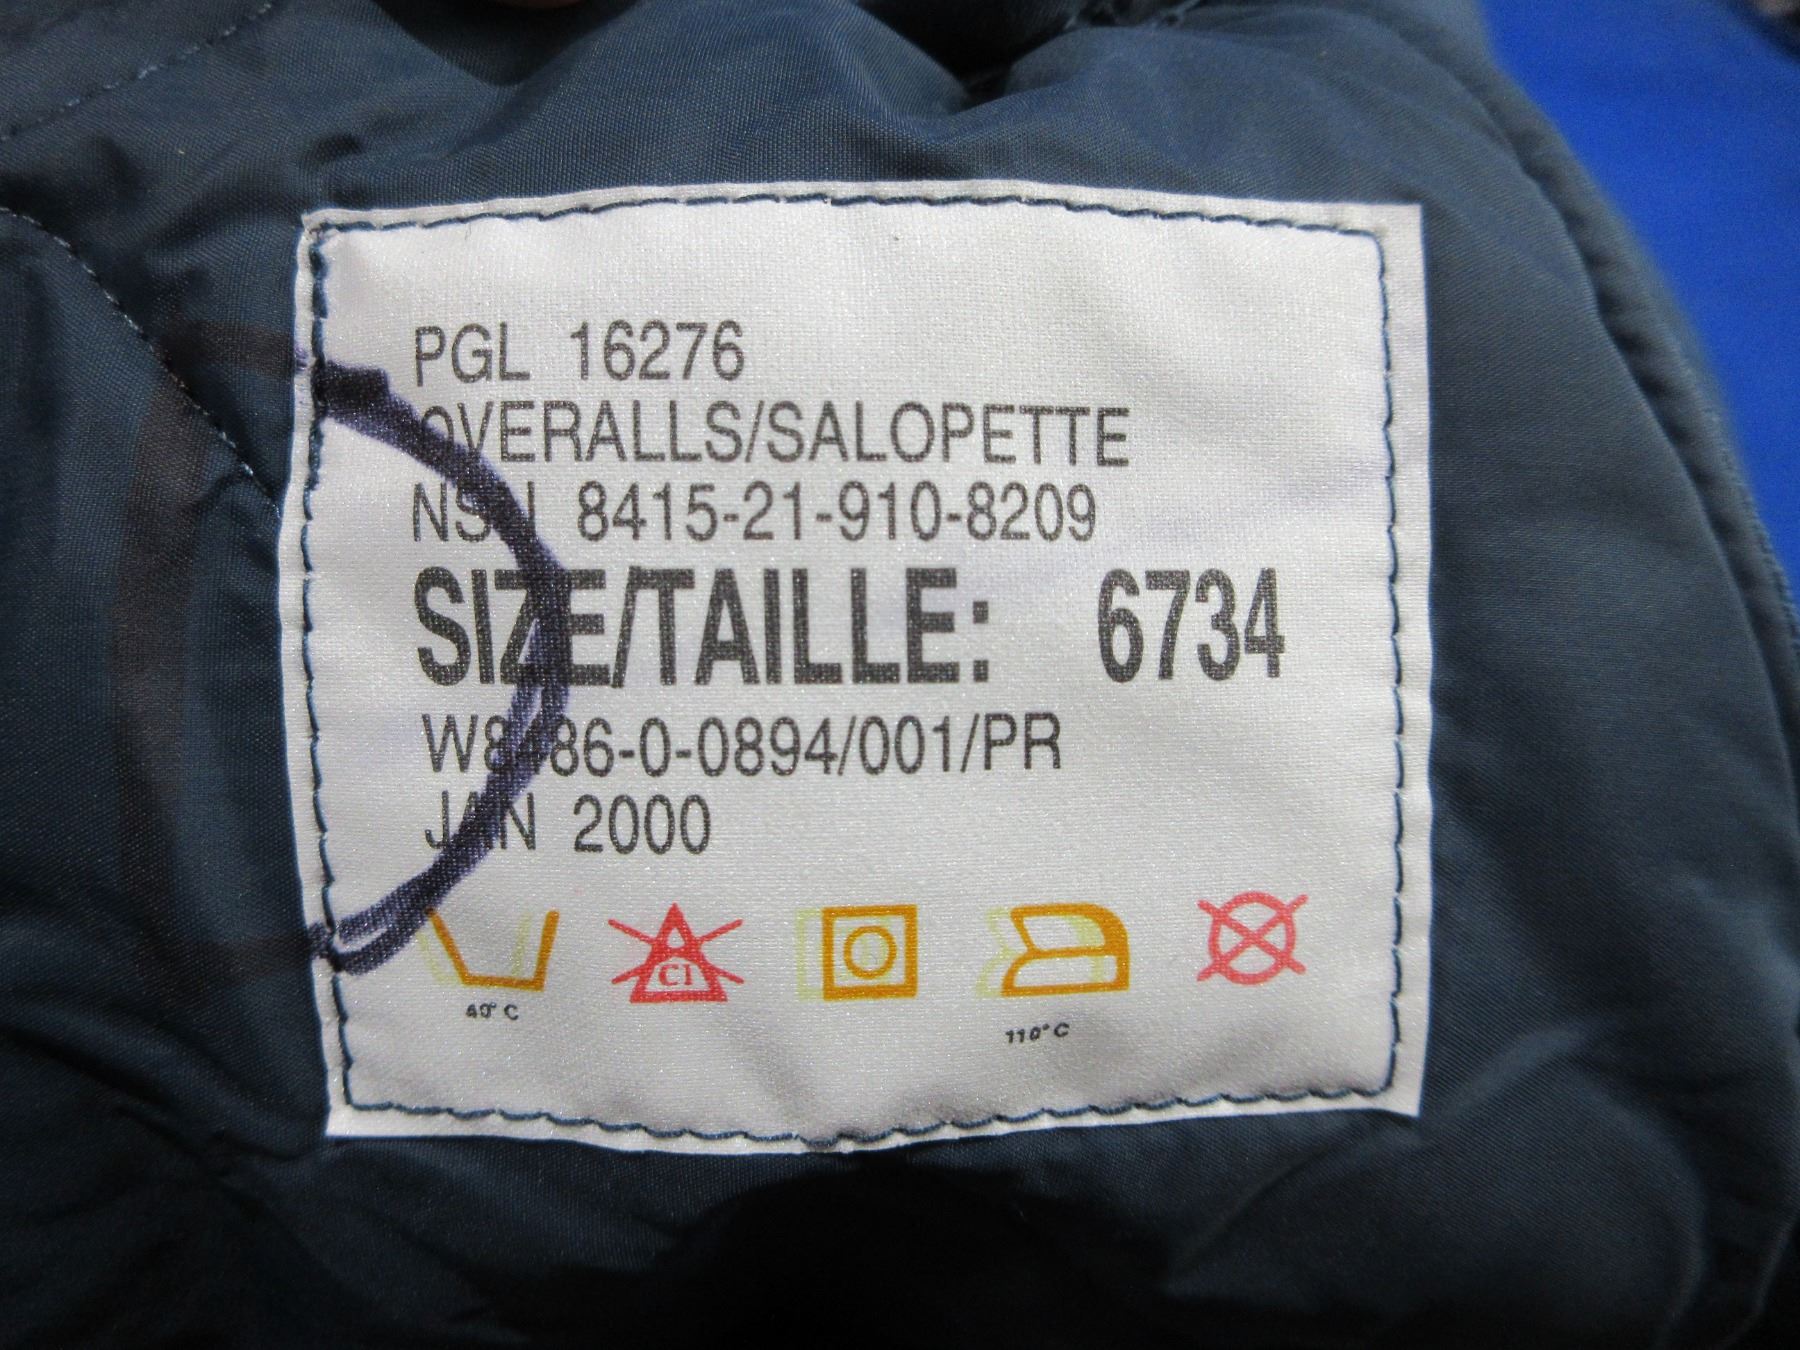 PGL 16276
OVERALLS/SALOPETTE
NSN 8415-21-910-8209
SIZE/TAILLE: 6734
W8486-0-0894/001/PR
JAN 2000
Cl
40°C
110°C